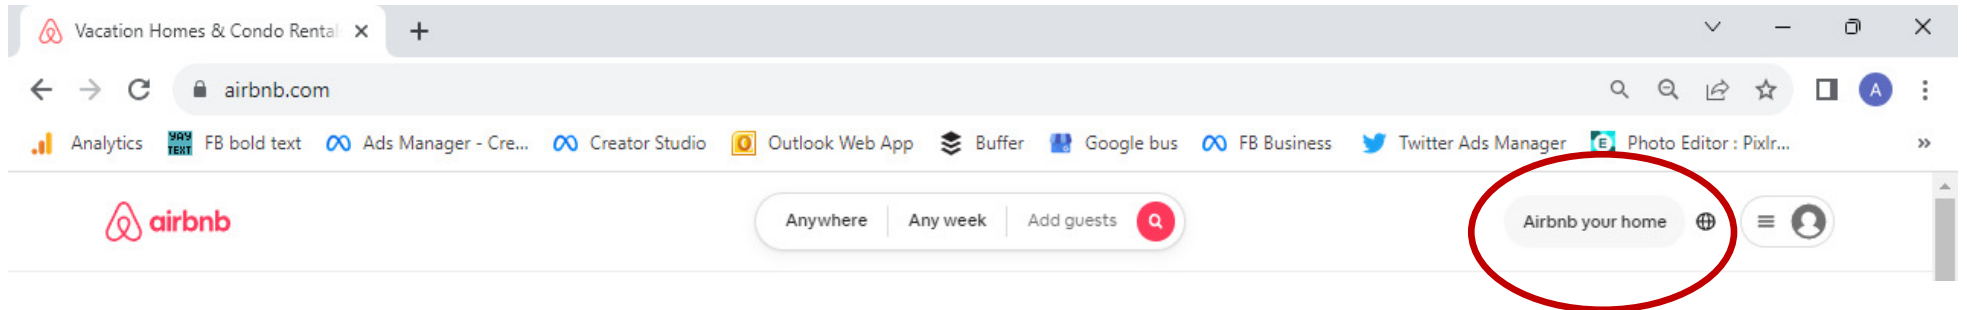 Vacation Homes & Condo Rental
airbnb.com A
Analytics YAY TEXT FB bold text Ads Manager - Cre... Creator Studio Outlook Web App Buffer Google bus FB Business Twitter Ads Manager E Photo Editor : Pixlr... »
airbnb Anywhere Any week Add guests Airbnb your home